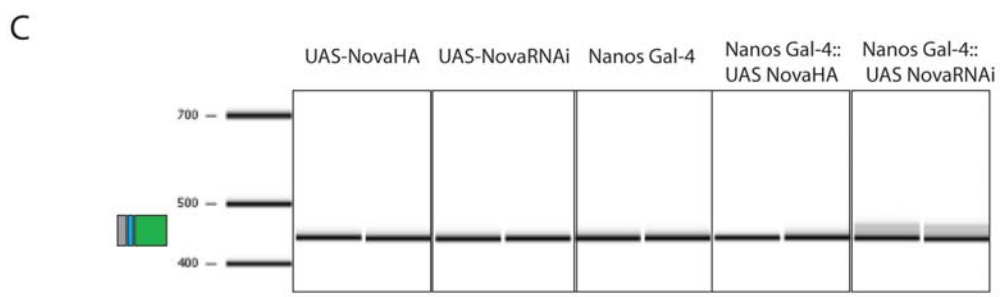 C
UAS-NovaHA
UAS-NovaRNAi
Nanos Gal-4
Nanos Gal-4::
UAS NovaHA
Nanos Gal-4::
UAS NovaRNAi
700
500
400